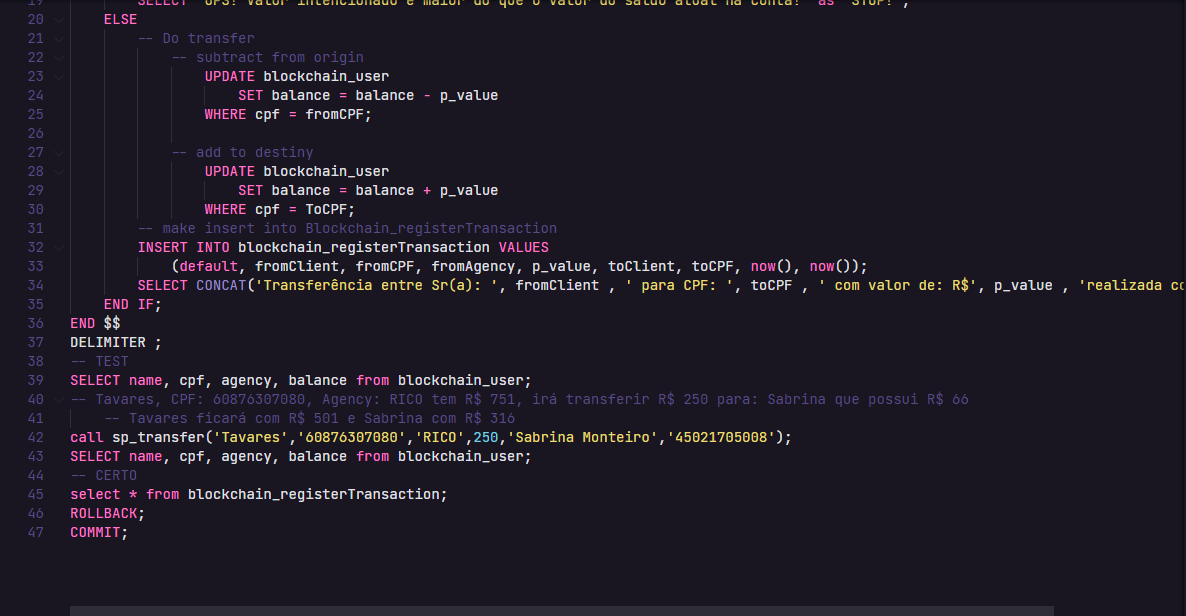 19 SELECT 'OPS! Valor intencionado é maior do que o valor do saldo atual na conta!' as 'STOP!';
20 ELSE
21 -- Do transfer
22 -- subtract from origin
23 UPDATE blockchain_user
24 SET balance = balance - p_value
25 WHERE cpf = fromCPF;
26
27 -- add to destiny
28 UPDATE blockchain_user
29 SET balance = balance + p_value
30 WHERE cpf = ToCPF;
31 -- make insert into Blockchain_registerTransaction
32 INSERT INTO blockchain_registerTransaction VALUES
33 (default, fromClient, fromCPF, fromAgency, p_value, toClient, toCPF, now(), now());
34 SELECT CONCAT('Transferência entre Sr(a): ', fromClient , ' para CPF: ', toCPF , ' com valor de: R$', p_value , 'realizada co
35 END IF;
36 END $$
37 DELIMITER ;
38 -- TEST
39 SELECT name, cpf, agency, balance from blockchain_user;
40 -- Tavares, CPF: 60876307080, Agency: RICO tem R$ 751, irá transferir R$ 250 para: Sabrina que possui R$ 66
41 -- Tavares ficará com R$ 501 e Sabrina com R$ 316
42 call sp_transfer('Tavares','60876307080','RICO',250,'Sabrina Monteiro','45021705008');
43 SELECT name, cpf, agency, balance from blockchain_user;
44 -- CERTO
45 select * from blockchain_registerTransaction;
46 ROLLBACK;
47 COMMIT;